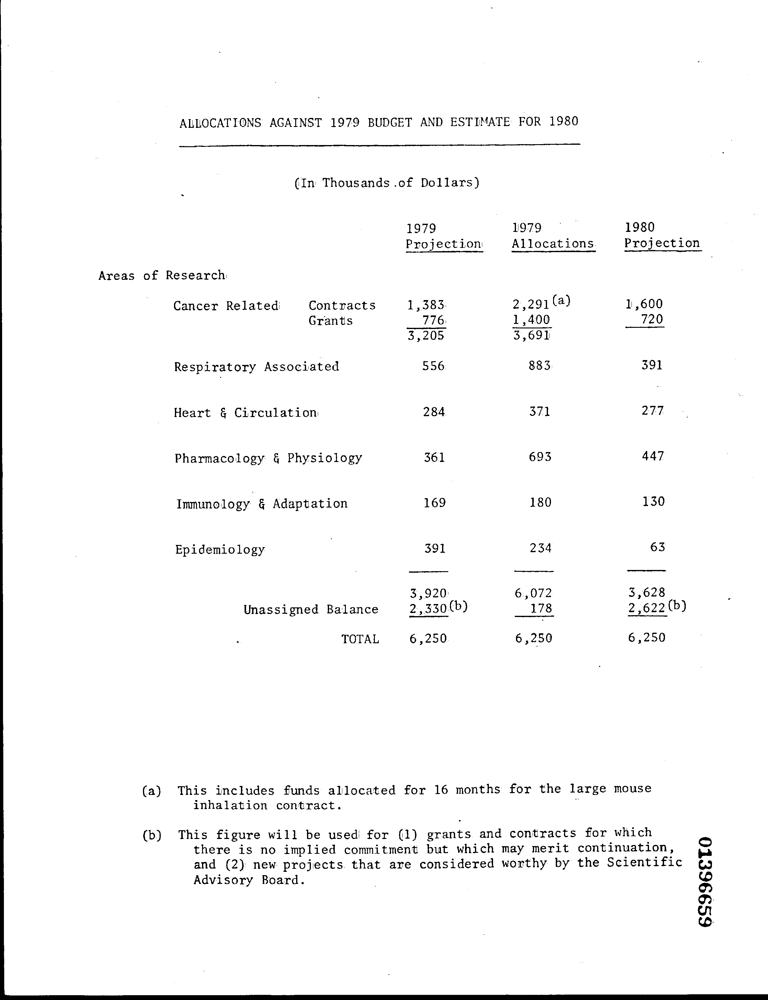 ALLOCATIONS AGAINST 1979 BUDGET AND ESTIMATE FOR 1980
(In Thousands of Dollars)
1979 1979 1980
Projection Allocations Projection
Areas of Research
Cancer Related Contracts 1,383 2,291(a) 1,600
Grants 776 1,400 720
3,205 3,691
Respiratory Associated 556 883 391
Heart & Circulation 284 371 277
Pharmacology & Physiology 361 693 447
Immunology & Adaptation 169 180 130
Epidemiology 391 234 63
3,920 6,072 3,628
Unassigned Balance 2,330(b) 178 2,622(b)
TOTAL 6,250 6,250 6,250
(a) This includes funds allocated for 16 months for the large mouse
inhalation contract.
(b) This figure will be used for (1) grants and contracts for which
there is no implied commitment but which may merit continuation,
and (2) new projects that are considered worthy by the Scientific
Advisory Board.
01396659